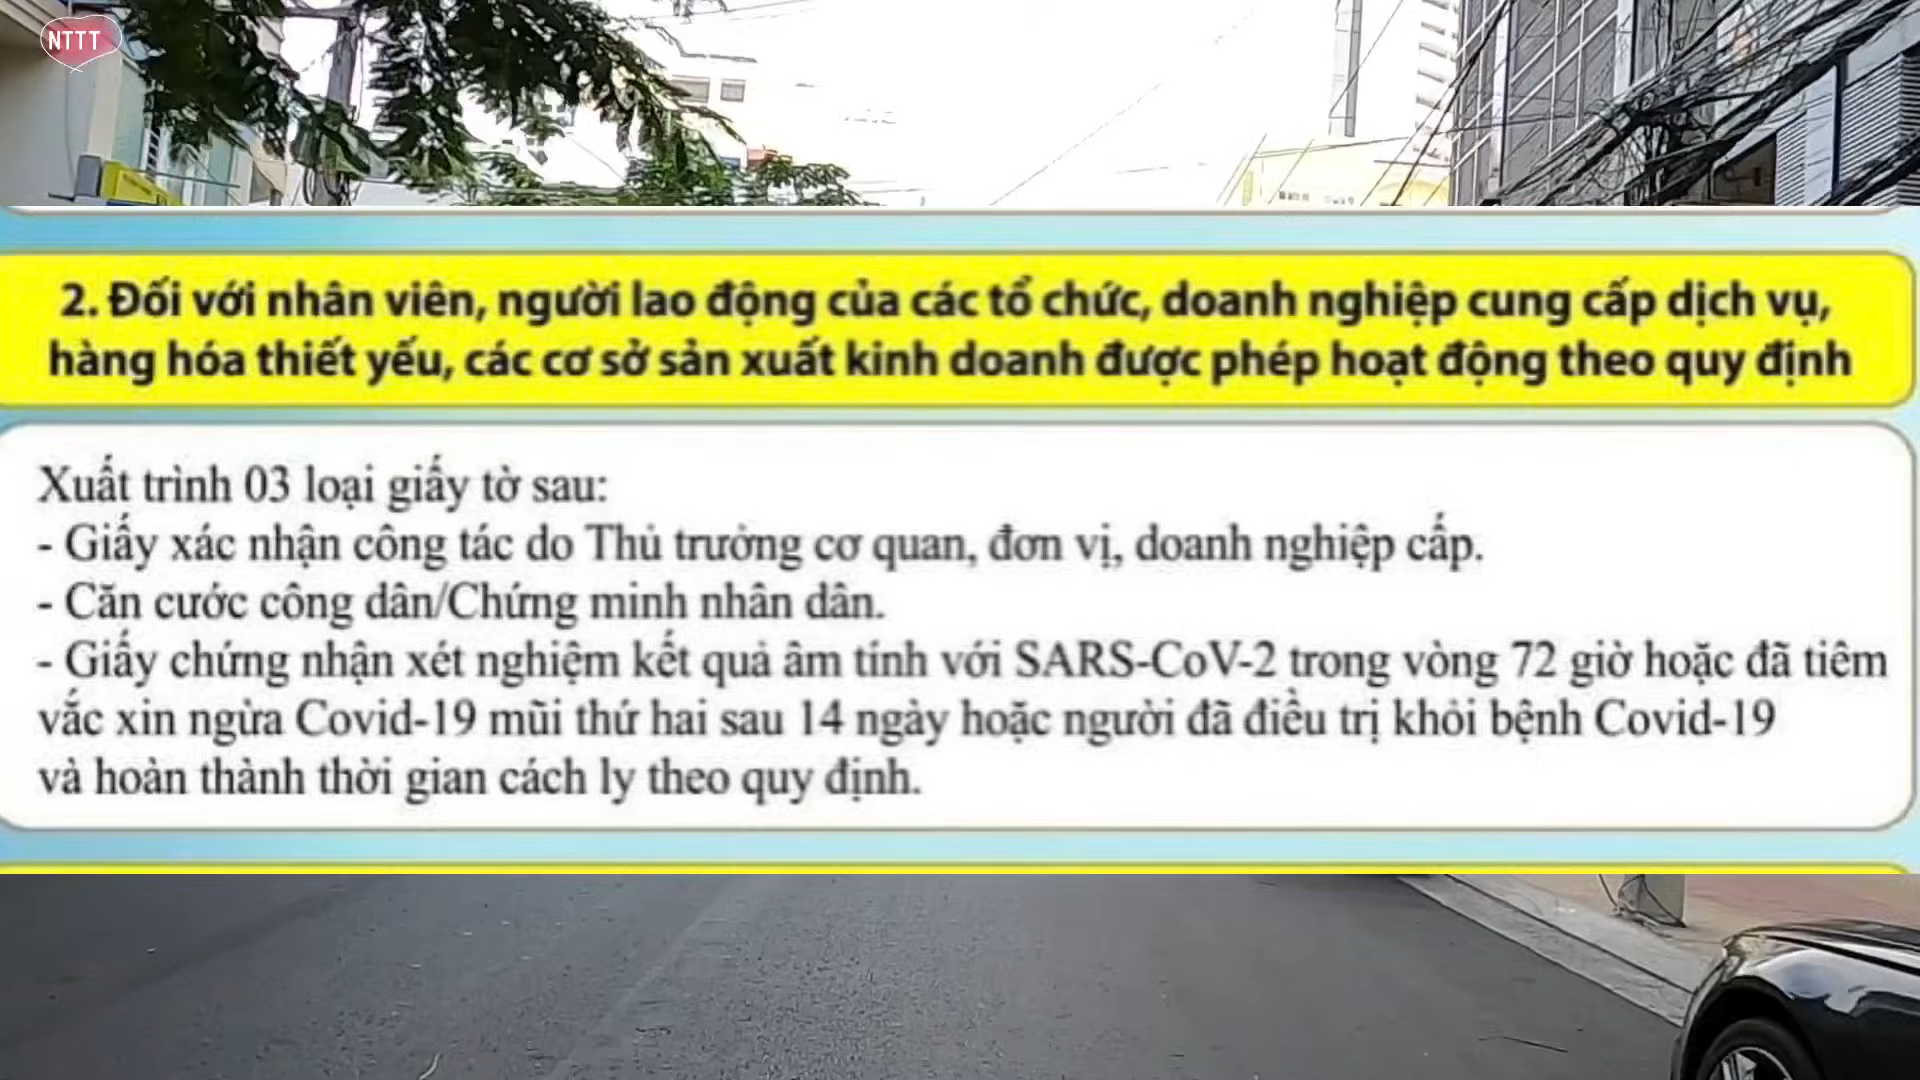 NTTT
2. Đối với nhân viên, người lao động của các tổ chức, doanh nghiệp cung cấp dịch vụ,
hàng hóa thiết yếu, các cơ sở sản xuất kinh doanh được phép hoạt động theo quy định
Xuất trình 03 loại giấy tờ sau:
- Giấy xác nhận công tác do Thủ trưởng cơ quan, đơn vị, doanh nghiệp cấp.
- Căn cước công dân/Chứng minh nhân dân.
- Giấy chứng nhận xét nghiệm kết quả âm tính với SARS-CoV-2 trong vòng 72 giờ hoặc đã tiêm
vắc xin ngừa Covid-19 mũi thứ hai sau 14 ngày hoặc người đã điều trị khỏi bệnh Covid-19
và hoàn thành thời gian cách ly theo quy định.